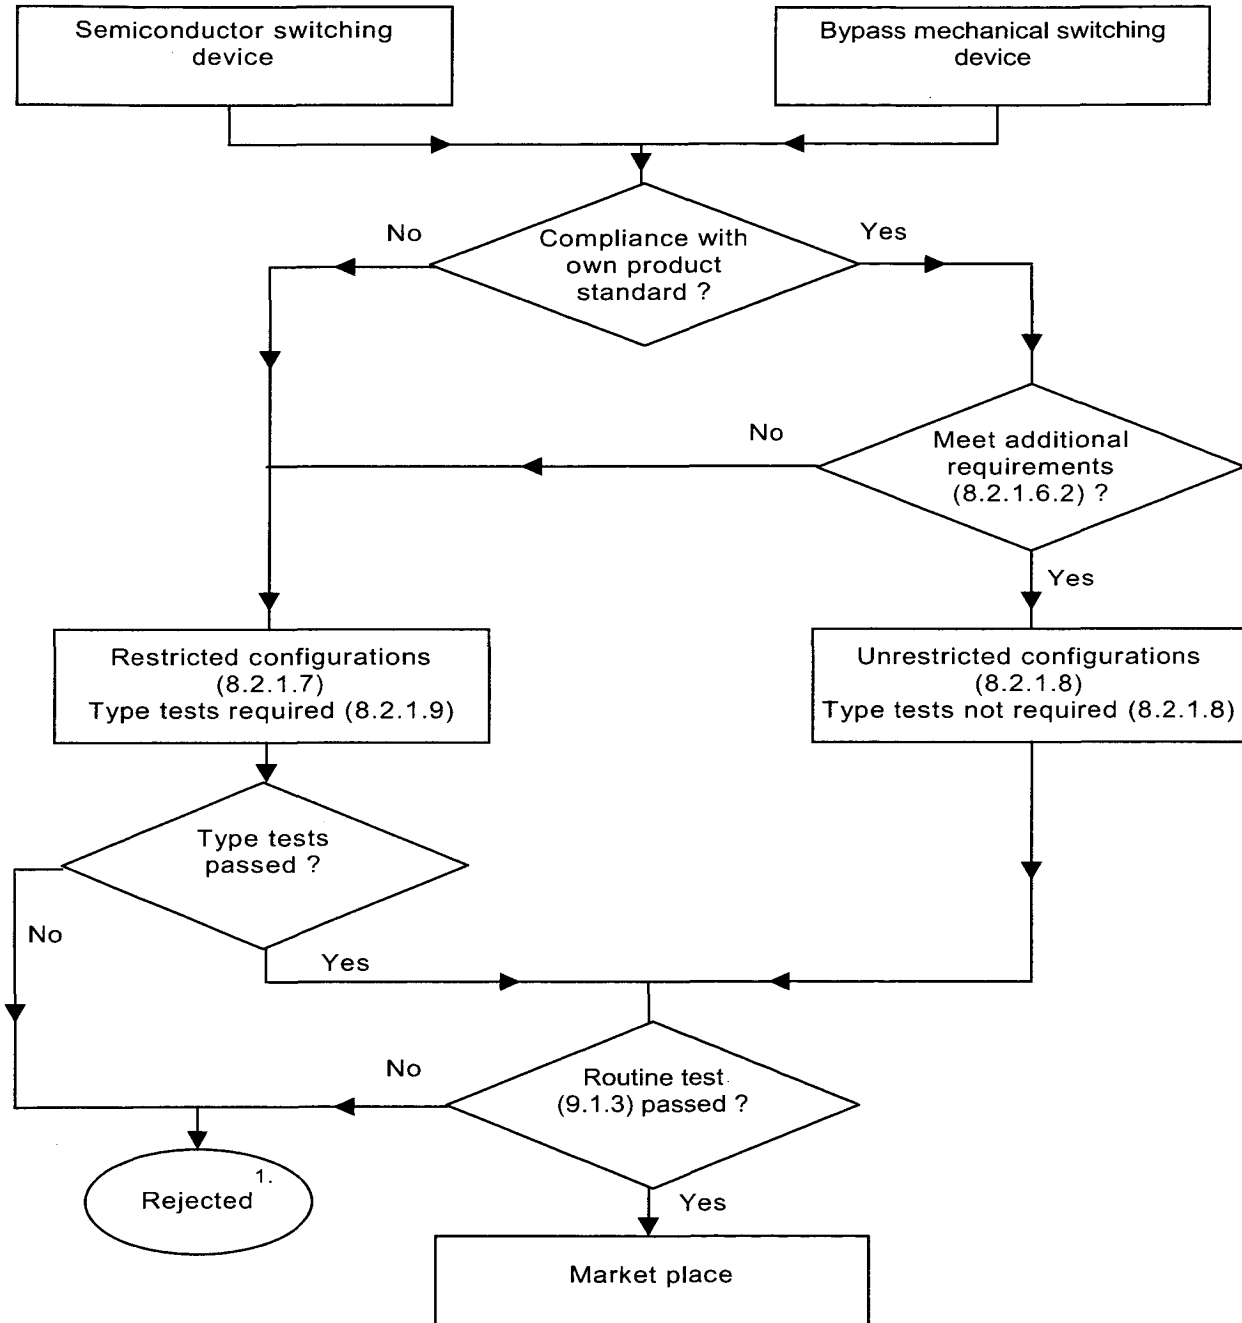 Semiconductor switching
device
Bypass mechanical switching
device
No
Compliance with
own product
standard ?
Yes
No
Meet additional
requirements
(8.2.1.6.2) ?
Yes
Restricted configurations
(8.2.1.7)
Type tests required (8.2.1.9)
Unrestricted configurations
(8.2.1.8)
Type tests not required (8.2.1.8)
Type tests
passed ?
No
Yes
No
Routine test
(9.1.3) passed ?
Rejected 1.
Yes
Market place